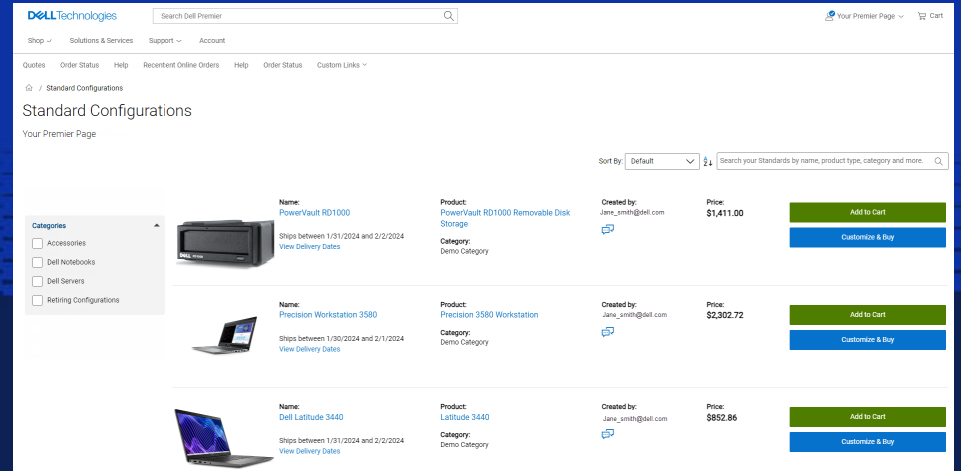 DELLTechnologies
Search Dell Premier
Your Premier Page
Cart
Shop
Solutions & Services
Support
Account
Quotes
Order Status
Help
Recentent Online Orders
Help
Order Status
Custom Links
/ Standard Configurations
Standard Configurations
Your Premier Page
Sort By:
Default
Search your Standards by name, product type, category and more.
Categories
Accessories
Dell Notebooks
Dell Servers
Retiring Configurations
Name:
PowerVault RD1000
Ships between 1/31/2024 and 2/2/2024
View Delivery Dates
Product:
PowerVault RD1000 Removable Disk
Storage
Category:
Demo Category
Created by:
Jane_smith@dell.com
Price:
$1,411.00
Add to Cart
Customize & Buy
Name:
Precision Workstation 3580
Ships between 1/30/2024 and 2/1/2024
View Delivery Dates
Product:
Precision 3580 Workstation
Category:
Demo Category
Created by:
Jane_smith@dell.com
Price:
$2,302.72
Add to Cart
Customize & Buy
Name:
Dell Latitude 3440
Ships between 1/31/2024 and 2/2/2024
View Delivery Dates
Product:
Latitude 3440
Category:
Demo Category
Created by:
Jane_smith@dell.com
Price:
$852.86
Add to Cart
Customize & Buy